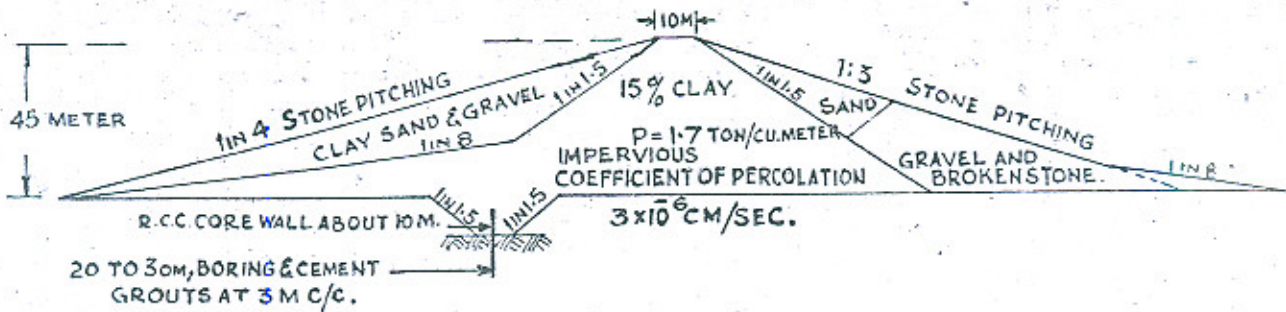 10M
45 METER
1 IN 4 STONE PITCHING
CLAY SAND & GRAVEL
1 IN 8
1 IN 1·5
15% CLAY
P = 1·7 TON/CU.METER
IMPERVIOUS
COEFFICIENT OF PERCOLATION
3×10⁻⁶ CM/SEC.
1 IN 1·5
SAND
1:3 STONE PITCHING
GRAVEL AND
BROKENSTONE.
1 IN 8
R.C.C. CORE WALL ABOUT 10 M.
1 IN 1·5
1 IN 1·5
20 TO 30M, BORING & CEMENT
GROUTS AT 3 M C/C.